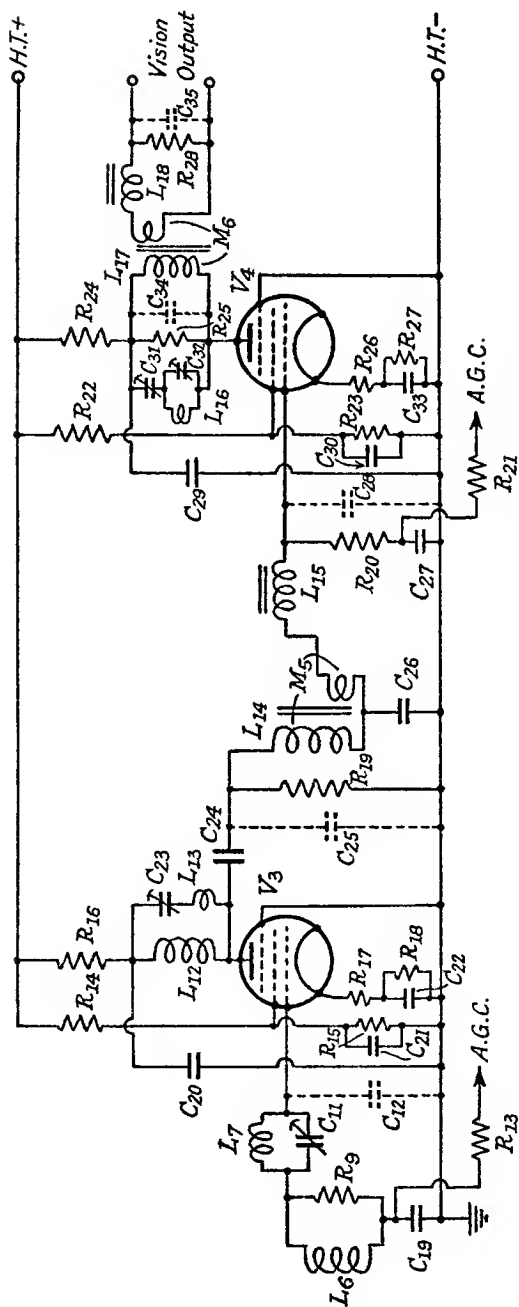 H.T.+
R14
R16
R22
R24
Vision
Output
C23
L12
L13
L17
L18
C31
C34
R28
C35
C20
C24
L14
M5
C29
C32
L16
R25
M6
L7
V3
L15
V4
C11
L6
R9
C12
R15
R17
C25
R19
R20
C28
C30
R23
R26
C19
C21
R18
C22
C26
C27
C33
R27
H.T.-
R13
A.G.C.
R21
A.G.C.